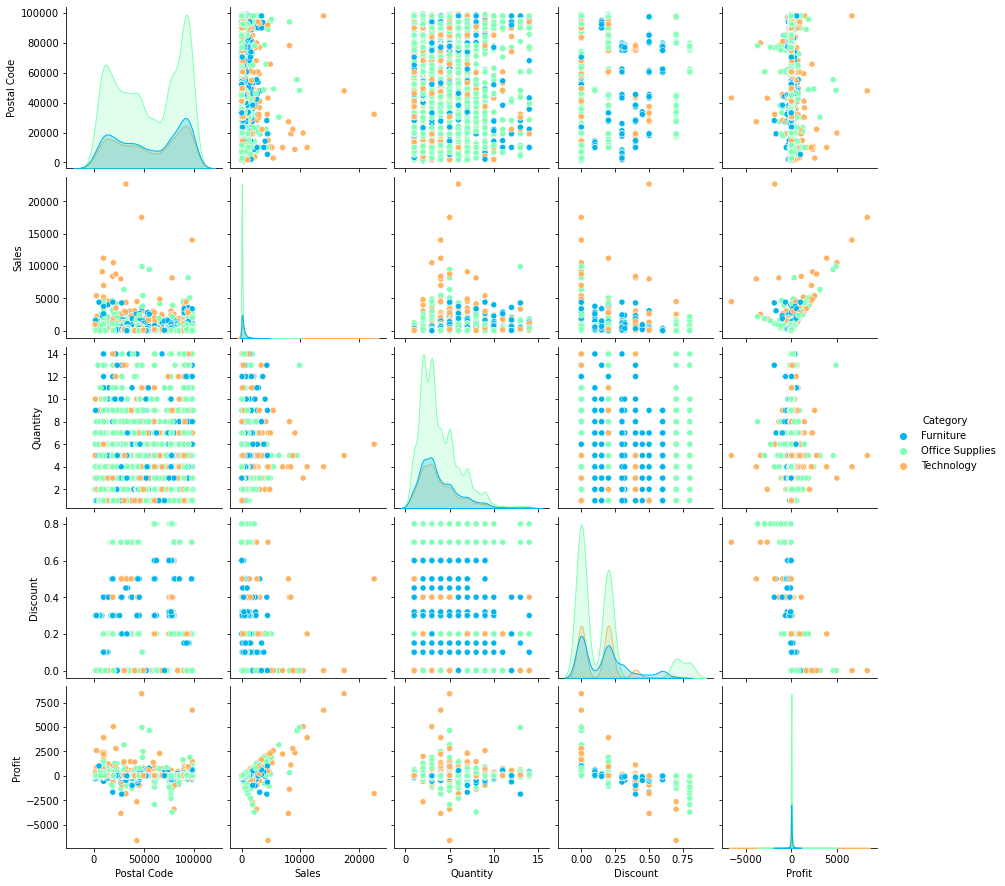 100000
80000
60000
40000
20000
0
Postal Code
20000
15000
10000
5000
0
Sales
14
12
10
8
6
4
2
Quantity
Category
Furniture
Office Supplies
Technology
0.8
0.6
0.4
0.2
0.0
Discount
7500
5000
2500
0
−2500
−5000
Profit
0 50000 100000
0 10000 20000
0 5 10 15
0.00 0.25 0.50 0.75
−5000 0 5000
Postal Code Sales Quantity Discount Profit